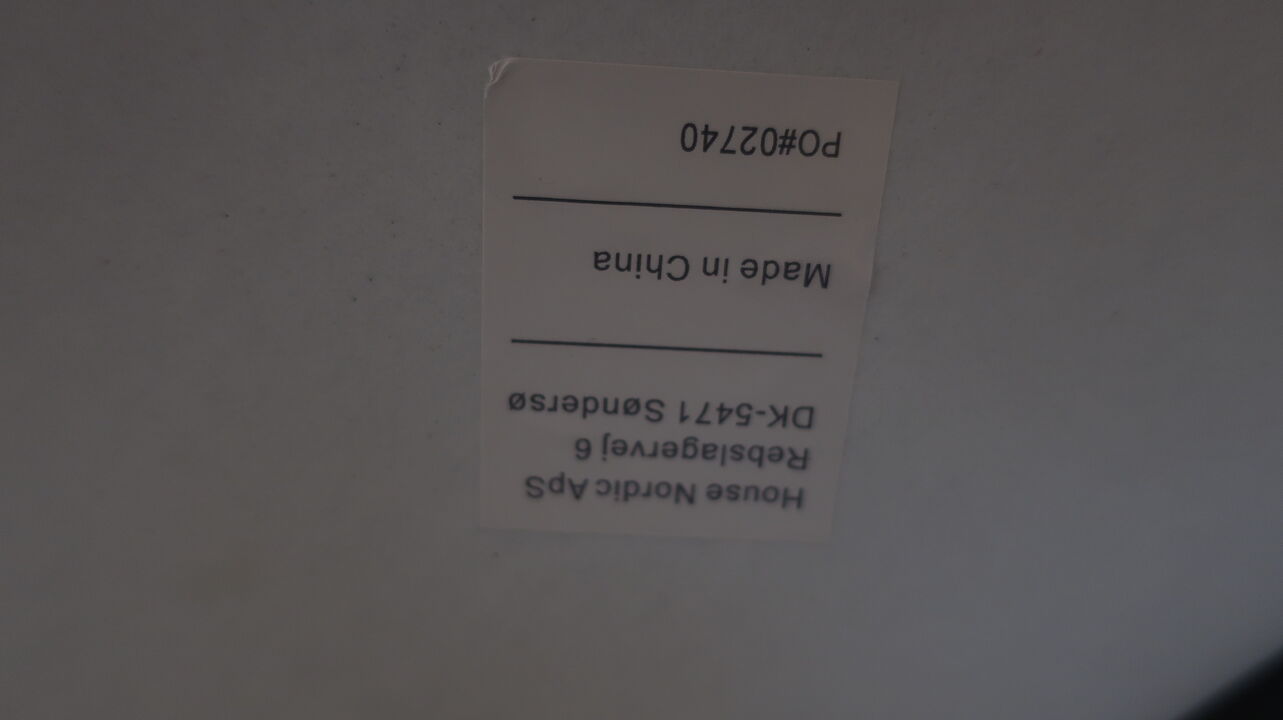 House Nordic ApS
Rebslagervej 6
DK-5471 Søndersø
Made in China
PO#02740